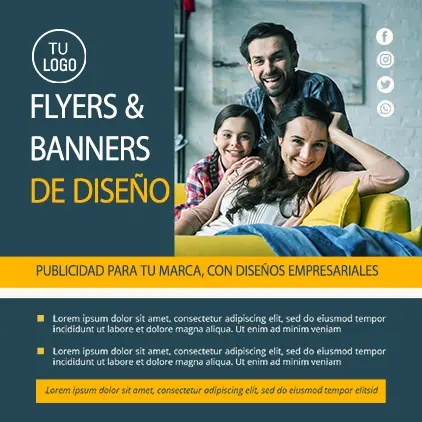 TU
LOGO
FLYERS &
BANNERS
DE DISEÑO
PUBLICIDAD PARA TU MARCA, CON DISEÑOS EMPRESARIALES
Lorem ipsum dolor sit amet, consectetur adipiscing elit, sed do eiusmod tempor
incididunt ut labore et dolore magna aliqua. Ut enim ad minim veniam
Lorem ipsum dolor sit amet, consectetur adipiscing elit, sed do eiusmod tempor
incididunt ut labore et dolore magna aliqua. Ut enim ad minim veniam
Lorem ipsum dolor sit amet, consectetur adipiscing elit, sed do eiusmod tempor elitsid